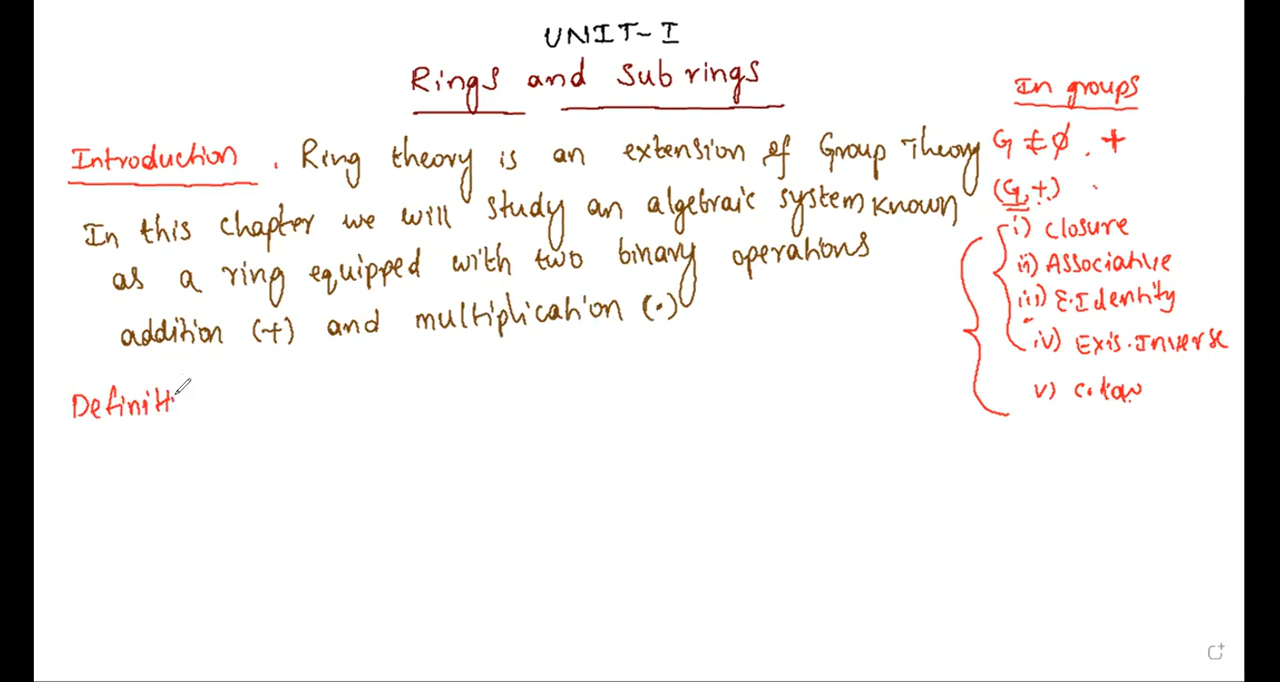 UNIT-I
Rings and Sub rings
Introduction . Ring theory is an extension of Group Theory
In this chapter we will study an algebraic system known
as a ring equipped with two binary operations
addition (+) and multiplication (·)
Definiti
In groups
G ≠ ∅ . +
(G, +) .
i) Closure
ii) Associative
iii) E.Identity
iv) Exis.Inverse
v) C.law